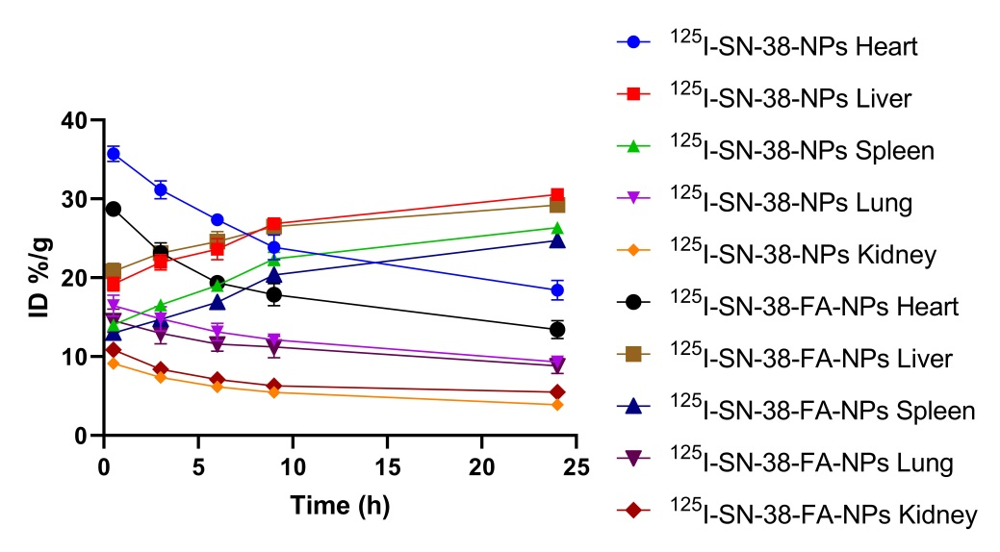 ¹²⁵I-SN-38-NPs Heart
¹²⁵I-SN-38-NPs Liver
¹²⁵I-SN-38-NPs Spleen
¹²⁵I-SN-38-NPs Lung
¹²⁵I-SN-38-NPs Kidney
¹²⁵I-SN-38-FA-NPs Heart
¹²⁵I-SN-38-FA-NPs Liver
¹²⁵I-SN-38-FA-NPs Spleen
¹²⁵I-SN-38-FA-NPs Lung
¹²⁵I-SN-38-FA-NPs Kidney
ID %/g
40
30
20
10
0
0 5 10 15 20 25
Time (h)